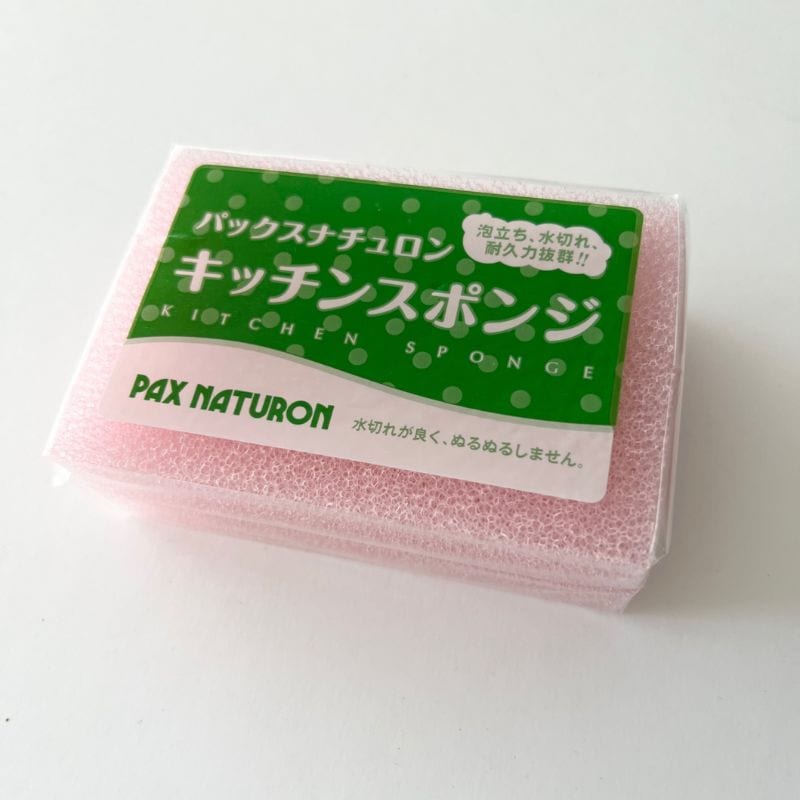 パックスナチュロン
泡立ち、水切れ、
耐久力抜群!!
キッチンスポンジ
KITCHEN SPONGE
PAX NATURON
水切れが良く、ぬるぬるしません。